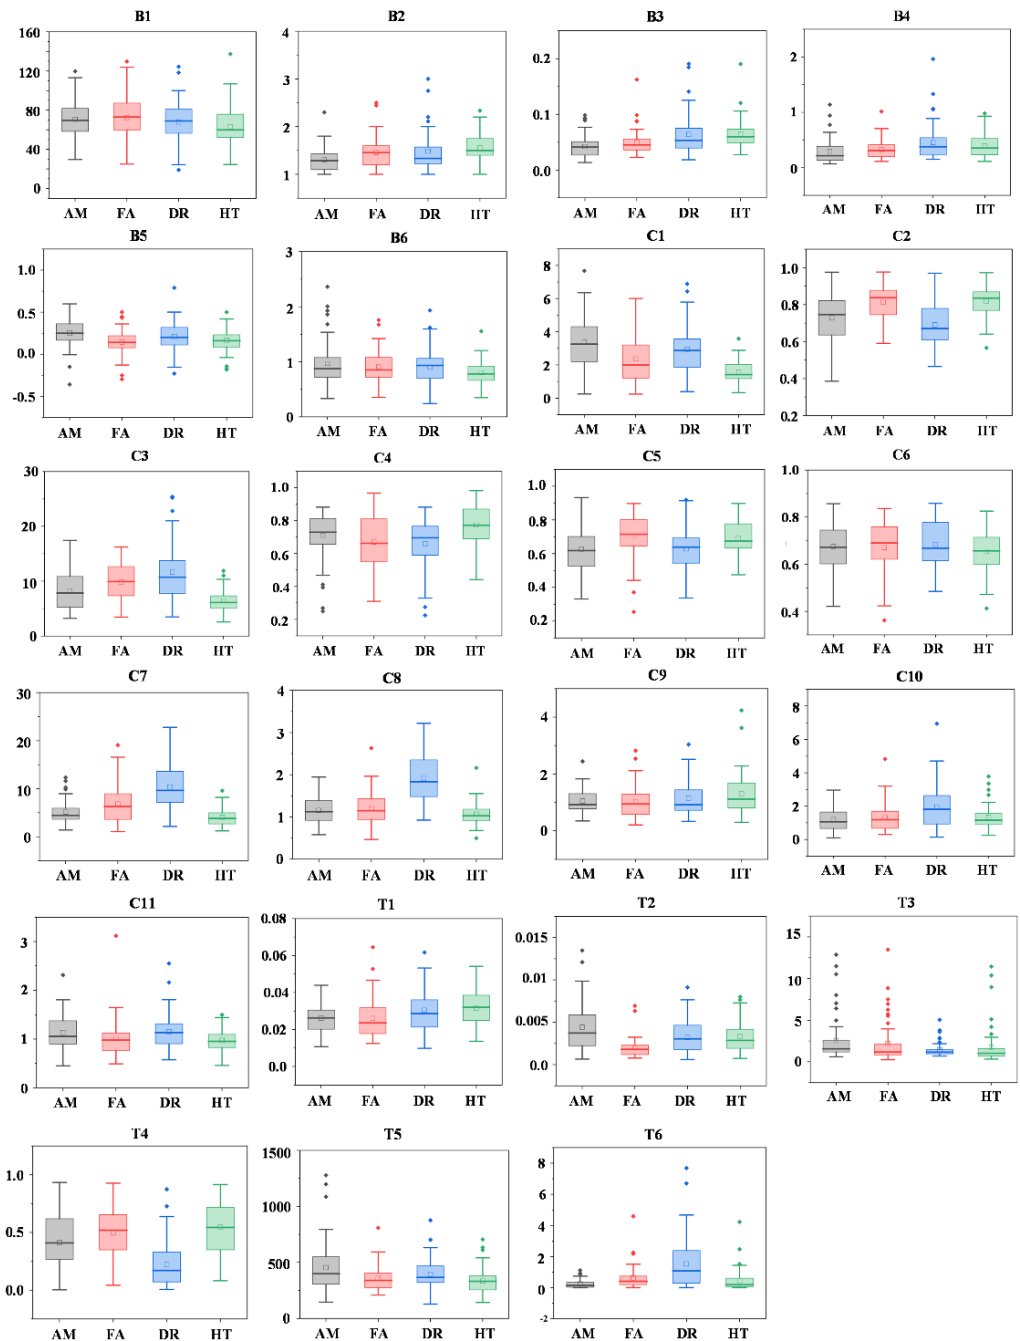 B1
160
120
80
40
0
AM FA DR HT
B2
4
3
2
1
AM FA DR HT
B3
0.2
0.1
0.0
AM FA DR HT
B4
2
1
0
AM FA DR HT
B5
1.0
0.5
0.0
-0.5
AM FA DR HT
B6
3
2
1
0
AM FA DR HT
C1
8
6
4
2
0
AM FA DR HT
C2
1.0
0.8
0.6
0.4
0.2
AM FA DR HT
C3
30
20
10
0
AM FA DR HT
C4
1.0
0.8
0.6
0.4
0.2
AM FA DR HT
C5
1.0
0.8
0.6
0.4
0.2
AM FA DR HT
C6
1.0
0.8
0.6
0.4
AM FA DR HT
C7
30
20
10
0
AM FA DR HT
C8
4
3
2
1
0
AM FA DR HT
C9
4
2
0
AM FA DR HT
C10
8
6
4
2
0
AM FA DR HT
C11
3
2
1
0
AM FA DR HT
T1
0.08
0.06
0.04
0.02
0.0
AM FA DR HT
T2
0.015
0.010
0.005
0.0
AM FA DR HT
T3
15
10
5
0
AM FA DR HT
T4
1.0
0.5
0.0
AM FA DR HT
T5
1500
1000
500
0
AM FA DR HT
T6
8
6
4
2
0
-2
AM FA DR HT